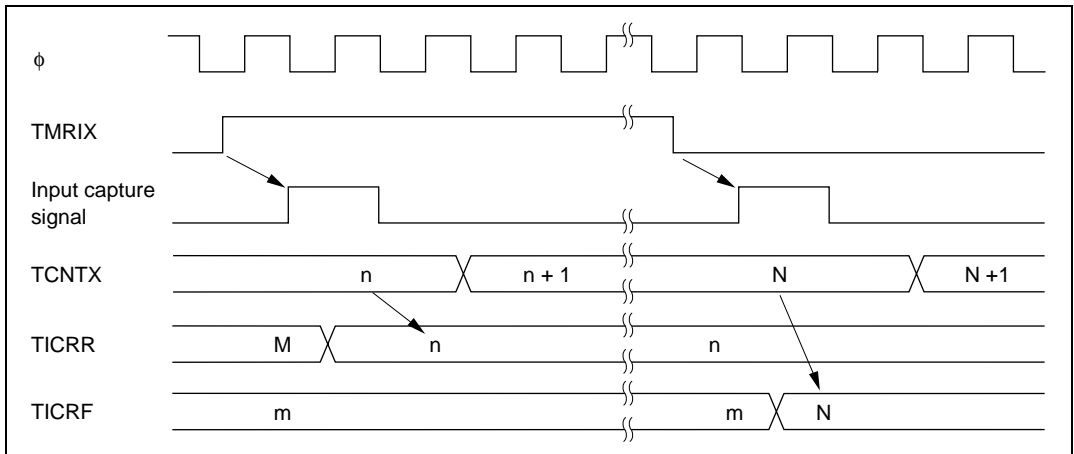 ϕ
TMRIX
Input capture
signal
TCNTX n n + 1 N N +1
TICRR M n n
TICRF m m N